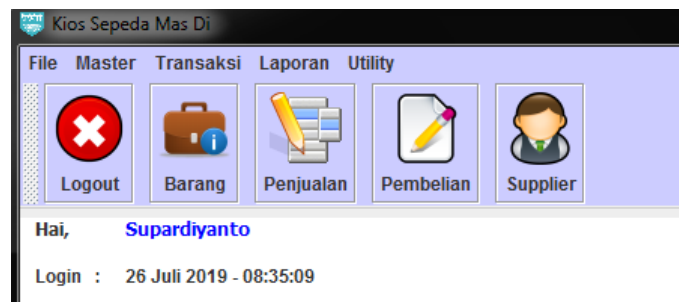 Kios Sepeda Mas Di
File Master Transaksi Laporan Utility
Logout Barang Penjualan Pembelian Supplier
Hai, Supardiyanto
Login : 26 Juli 2019 - 08:35:09